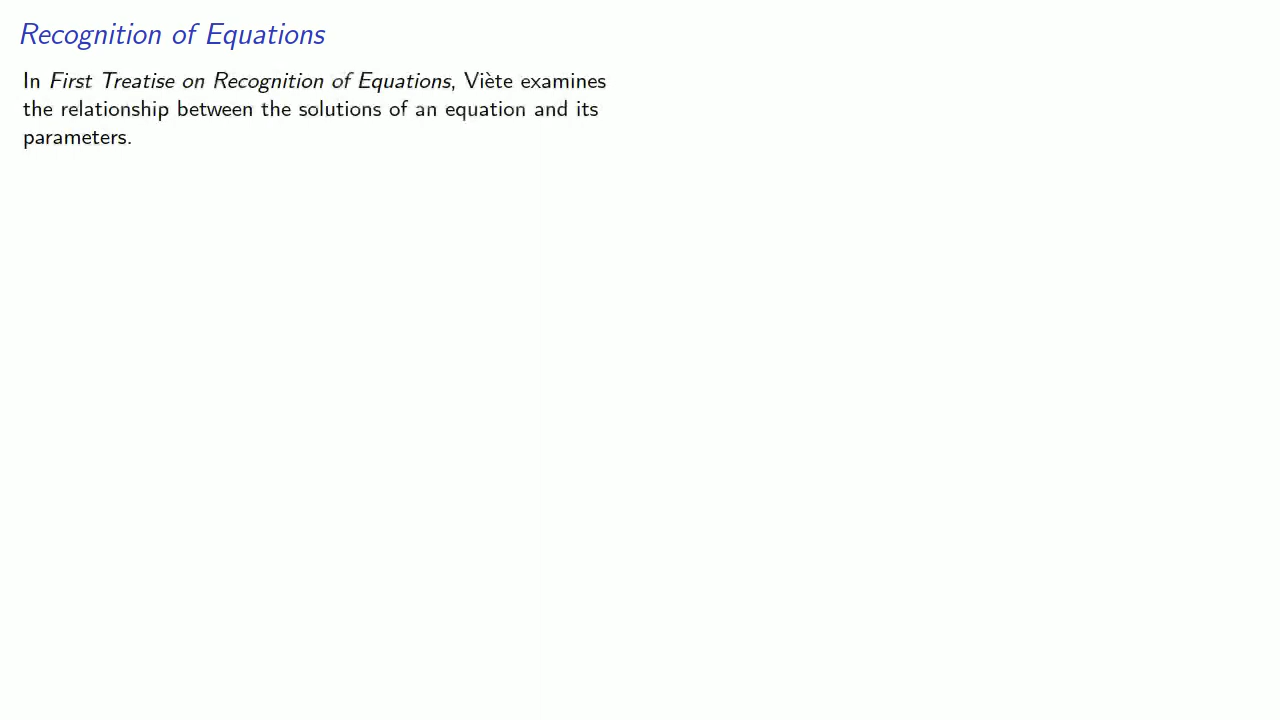 Recognition of Equations
In First Treatise on Recognition of Equations, Viète examines
the relationship between the solutions of an equation and its
parameters.